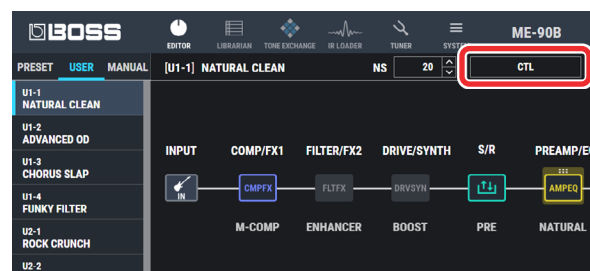 BOSS
EDITOR LIBRARIAN TONE EXCHANGE IR LOADER TUNER SYSTEM ME-90B
PRESET USER MANUAL [U1-1] NATURAL CLEAN NS 20 CTL
U1-1
NATURAL CLEAN
U1-2
ADVANCED OD
U1-3
CHORUS SLAP
U1-4
FUNKY FILTER
U2-1
ROCK CRUNCH
U2-2
INPUT COMP/FX1 FILTER/FX2 DRIVE/SYNTH S/R PREAMP/E
IN CMPFX FLTFX DRVSYN AMPEQ
M-COMP ENHANCER BOOST PRE NATURAL